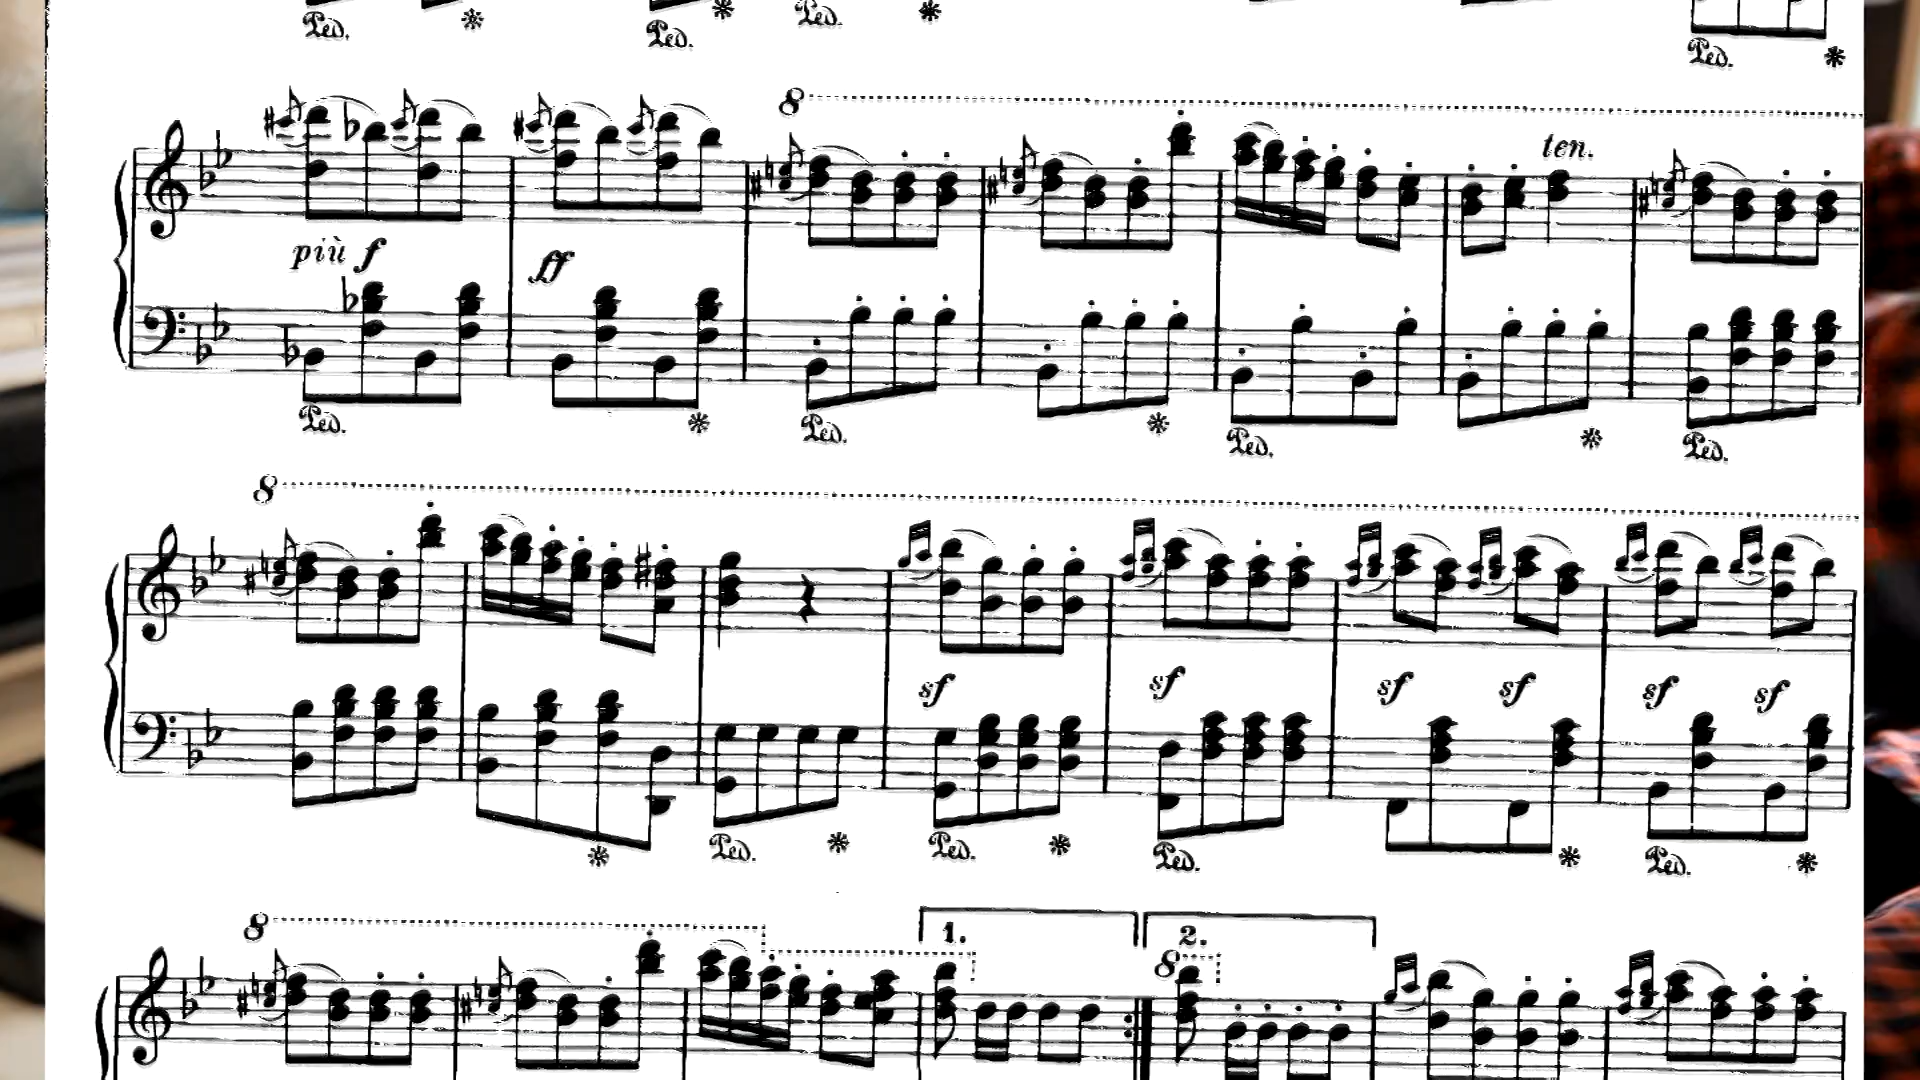 Ped. Ped. Ped. Ped.
8
ten.
più f ff
Ped. Ped. Ped. Ped.
8
sf sf sf sf sf sf
Ped. Ped. Ped. Ped.
8 1. 2.
8